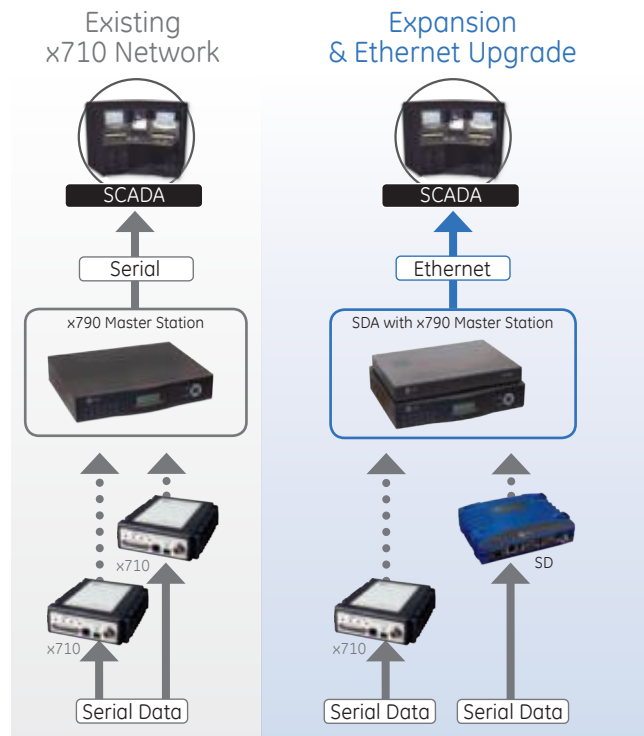 Existing
x710 Network
SCADA
Serial
x790 Master Station
x710
x710
Serial Data
Expansion
& Ethernet Upgrade
SCADA
Ethernet
SDA with x790 Master Station
SD
x710
Serial Data
Serial Data